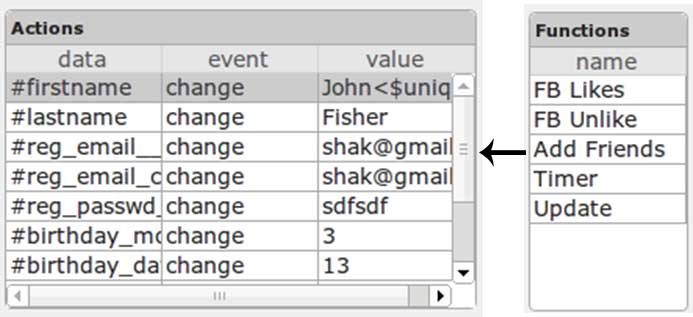 Actions
data event value
#firstname change John<$uniq
#lastname change Fisher
#reg_email__ change shak@gmail
#reg_email_c change shak@gmail
#reg_passwd_ change sdfsdf
#birthday_mo change 3
#birthday_da change 13
Functions
name
FB Likes
FB Unlike
Add Friends
Timer
Update